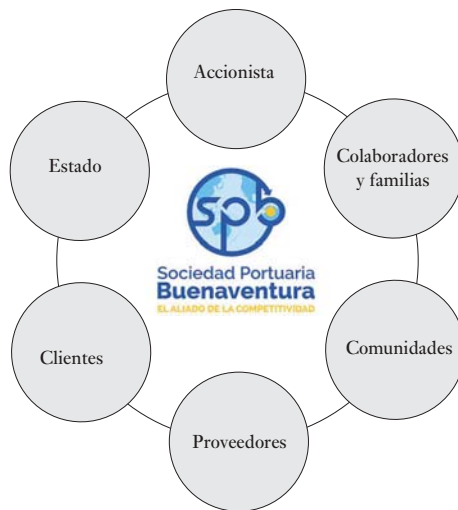 Accionista
Estado
Colaboradores
y familias
spb
Sociedad Portuaria
Buenaventura
EL ALIADO DE LA COMPETITIVIDAD
Clientes
Comunidades
Proveedores